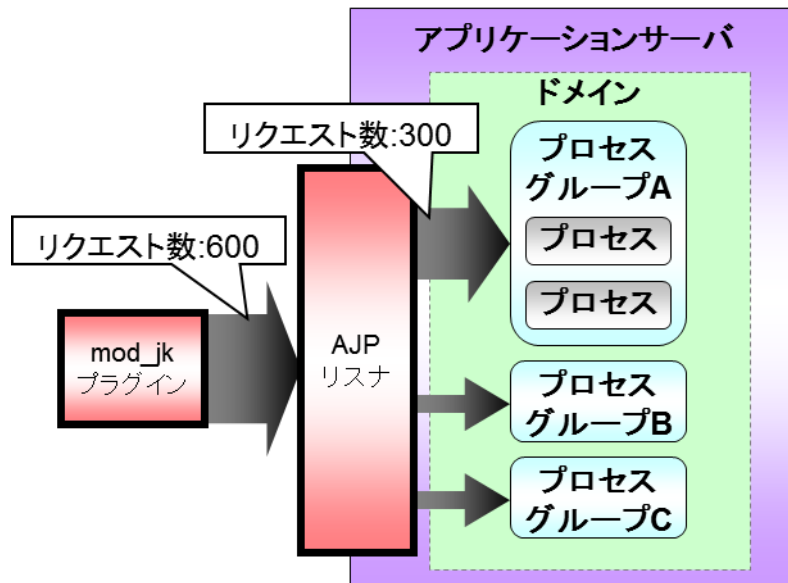 アプリケーションサーバ
ドメイン
リクエスト数:300
プロセス
グループA
プロセス
プロセス
リクエスト数:600
mod_jk
プラグイン
AJP
リスナ
プロセス
グループB
プロセス
グループC